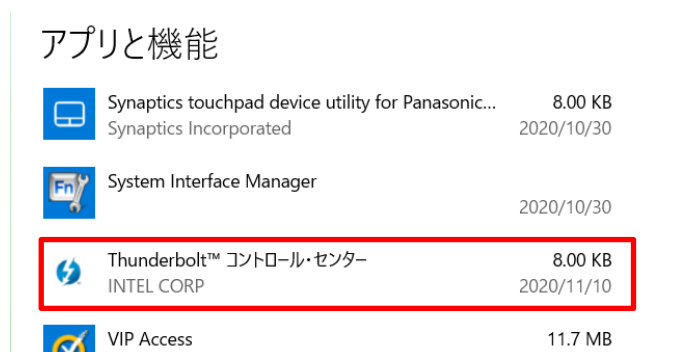 アプリと機能
Synaptics touchpad device utility for Panasonic... 8.00 KB
Synaptics Incorporated 2020/10/30
Fn System Interface Manager
2020/10/30
Thunderbolt™ コントロール・センター 8.00 KB
INTEL CORP 2020/11/10
VIP Access 11.7 MB